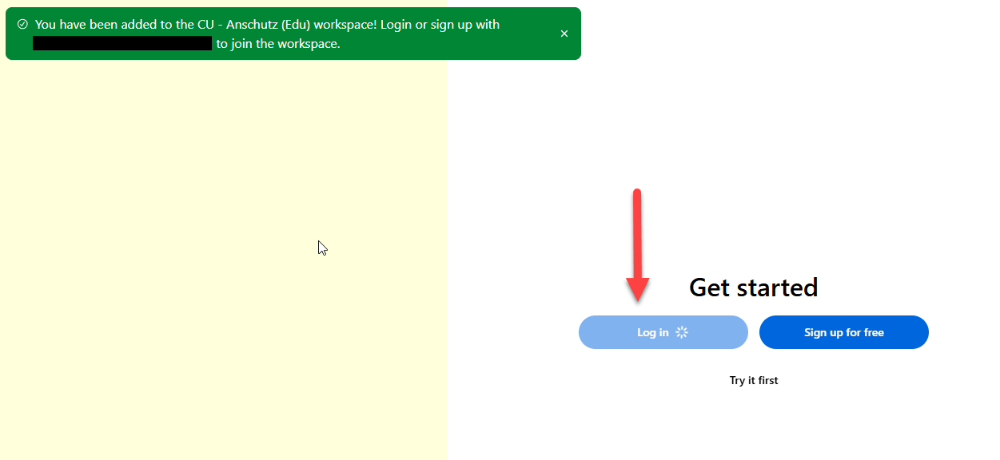 You have been added to the CU - Anschutz (Edu) workspace! Login or sign up with
to join the workspace.
Get started
Log in
Sign up for free
Try it first